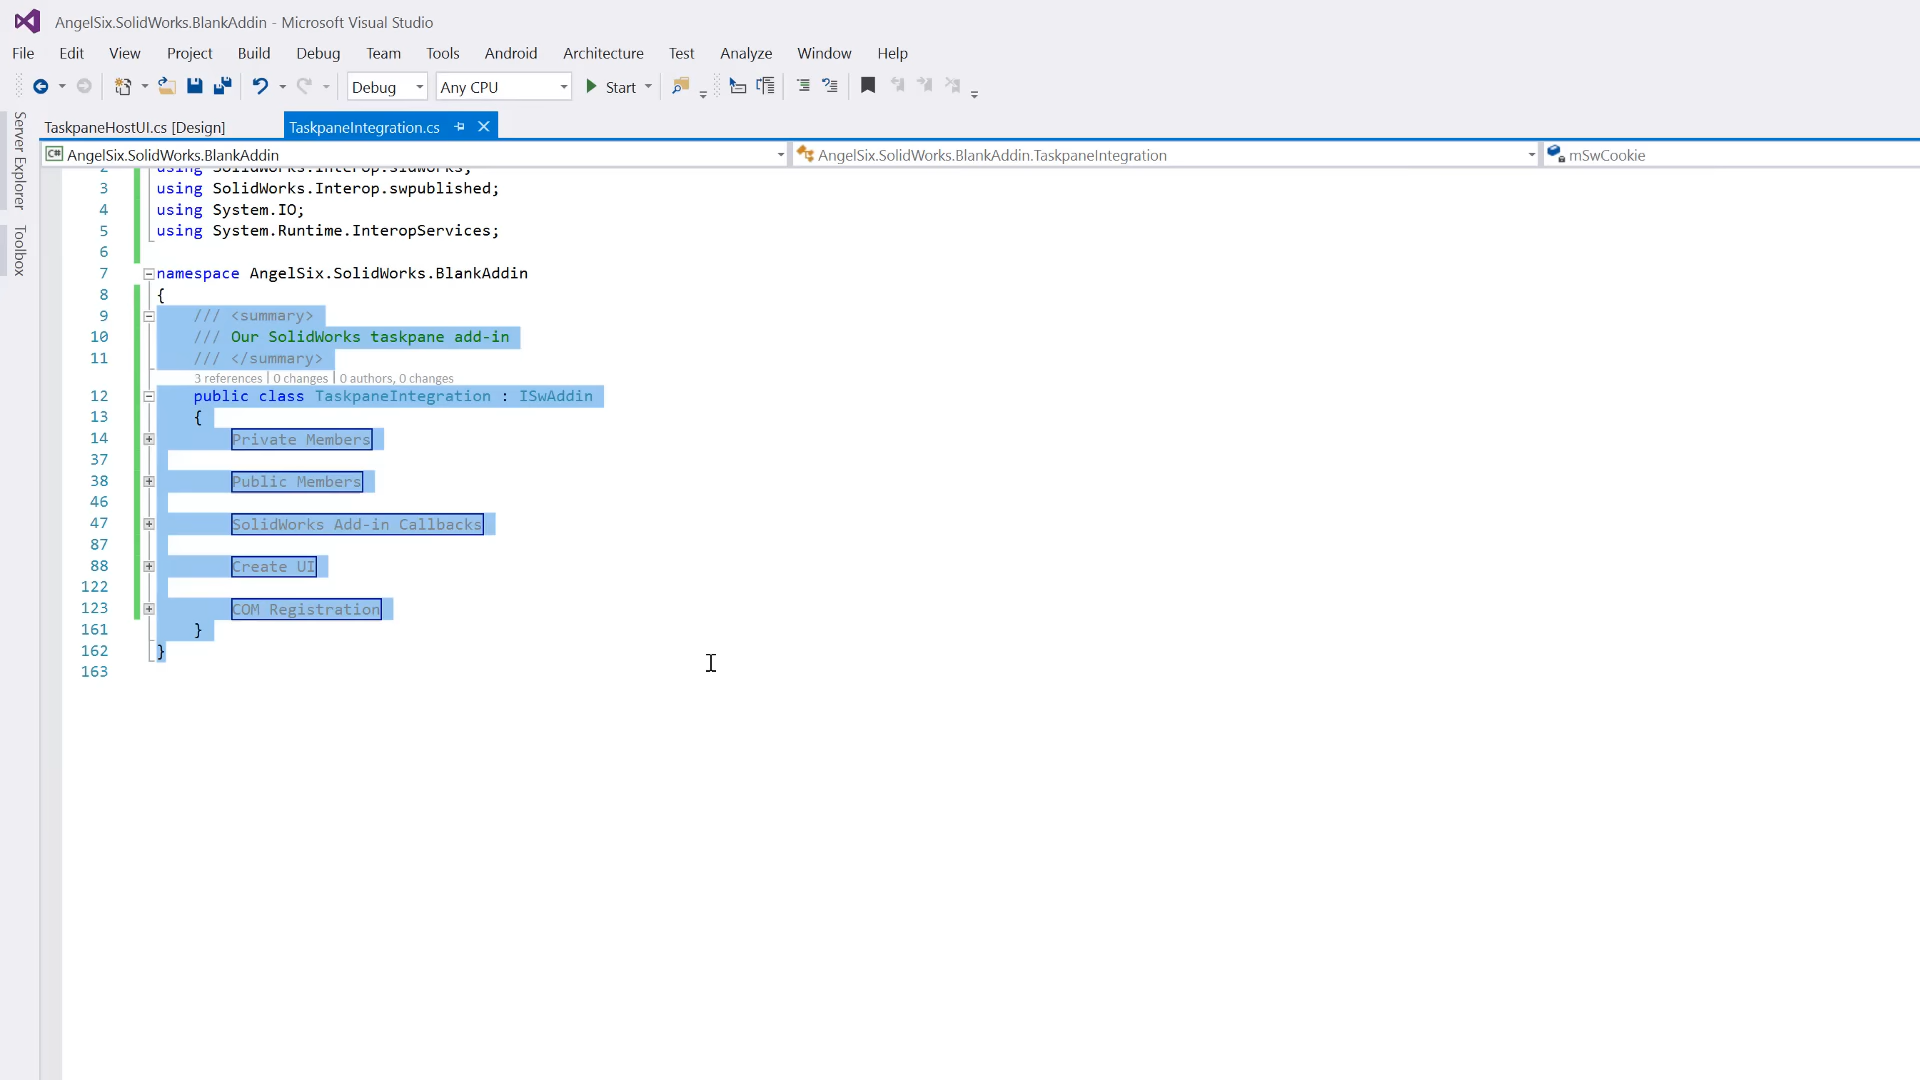 AngelSix.SolidWorks.BlankAddin - Microsoft Visual Studio
File Edit View Project Build Debug Team Tools Android Architecture Test Analyze Window Help
Debug Any CPU Start
Server Explorer
Toolbox
TaskpaneHostUI.cs [Design] TaskpaneIntegration.cs
C# AngelSix.SolidWorks.BlankAddin AngelSix.SolidWorks.BlankAddin.TaskpaneIntegration mSwCookie
2 using SolidWorks.Interop.sldworks;
3 using SolidWorks.Interop.swpublished;
4 using System.IO;
5 using System.Runtime.InteropServices;
6
7 namespace AngelSix.SolidWorks.BlankAddin
8 {
9 /// <summary>
10 /// Our SolidWorks taskpane add-in
11 /// </summary>
3 references | 0 changes | 0 authors, 0 changes
12 public class TaskpaneIntegration : ISwAddin
13 {
14 Private Members
37
38 Public Members
46
47 SolidWorks Add-in Callbacks
87
88 Create UI
122
123 COM Registration
161 }
162 }
163